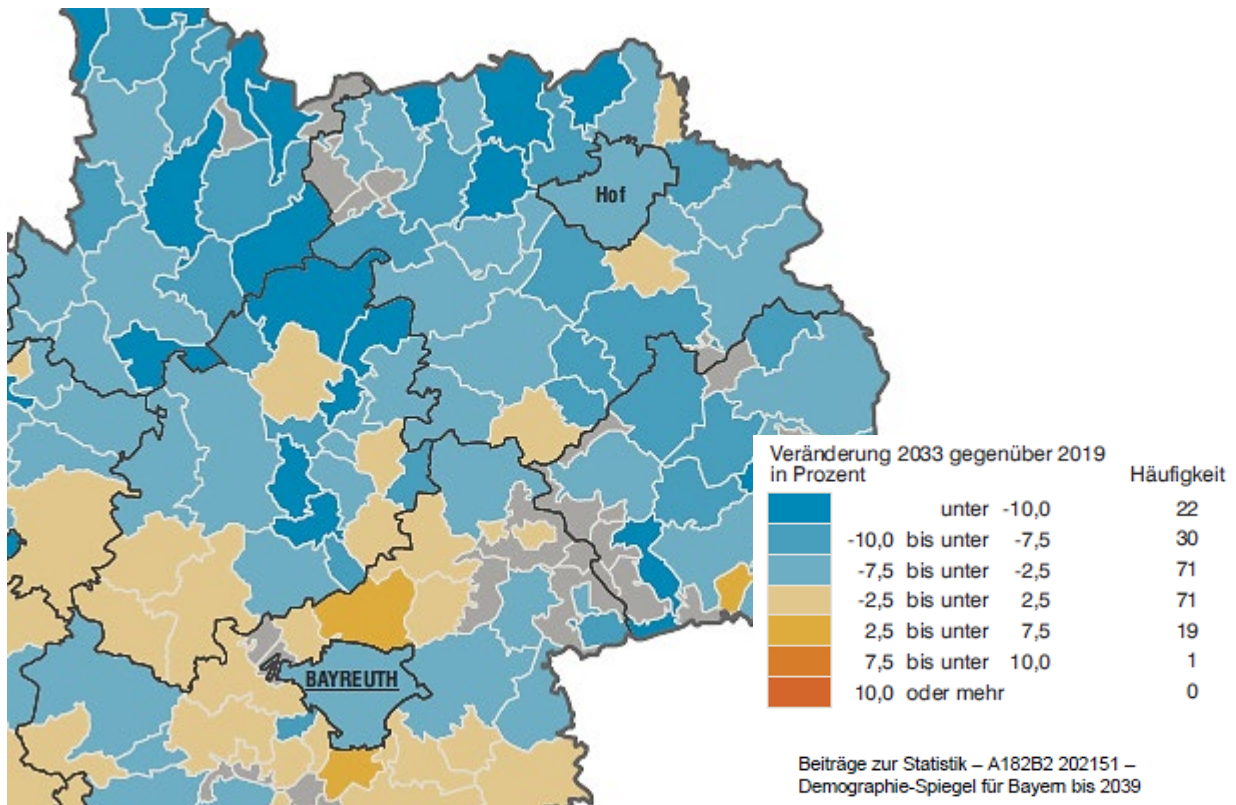 Hof
BAYREUTH
Veränderung 2033 gegenüber 2019
in Prozent Häufigkeit
unter -10,0 22
-10,0 bis unter -7,5 30
-7,5 bis unter -2,5 71
-2,5 bis unter 2,5 71
2,5 bis unter 7,5 19
7,5 bis unter 10,0 1
10,0 oder mehr 0
Beiträge zur Statistik – A182B2 202151 –
Demographie-Spiegel für Bayern bis 2039